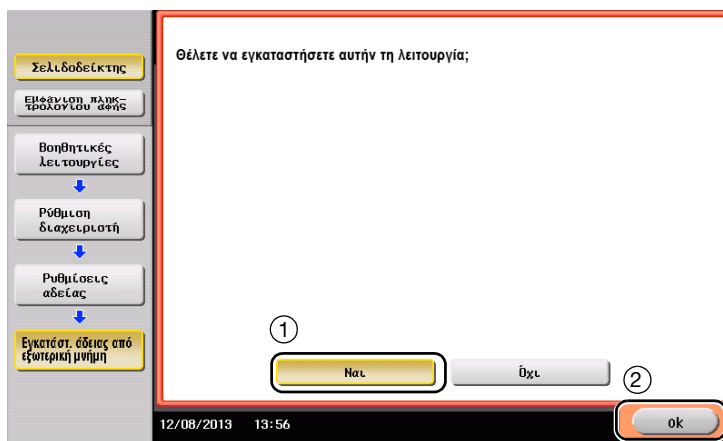 Σελιδοδείκτης
Εμφάνιση πληκ-
τρολογίου αφής
Βοηθητικές
λειτουργίες
Ρύθμιση
διαχειριστή
Ρυθμίσεις
αδείας
Εγκατάστ. άδειας από
εξωτερική μνήμη
Θέλετε να εγκαταστήσετε αυτήν τη λειτουργία;
1
Ναι
Όχι
2
12/08/2013 13:56
ok